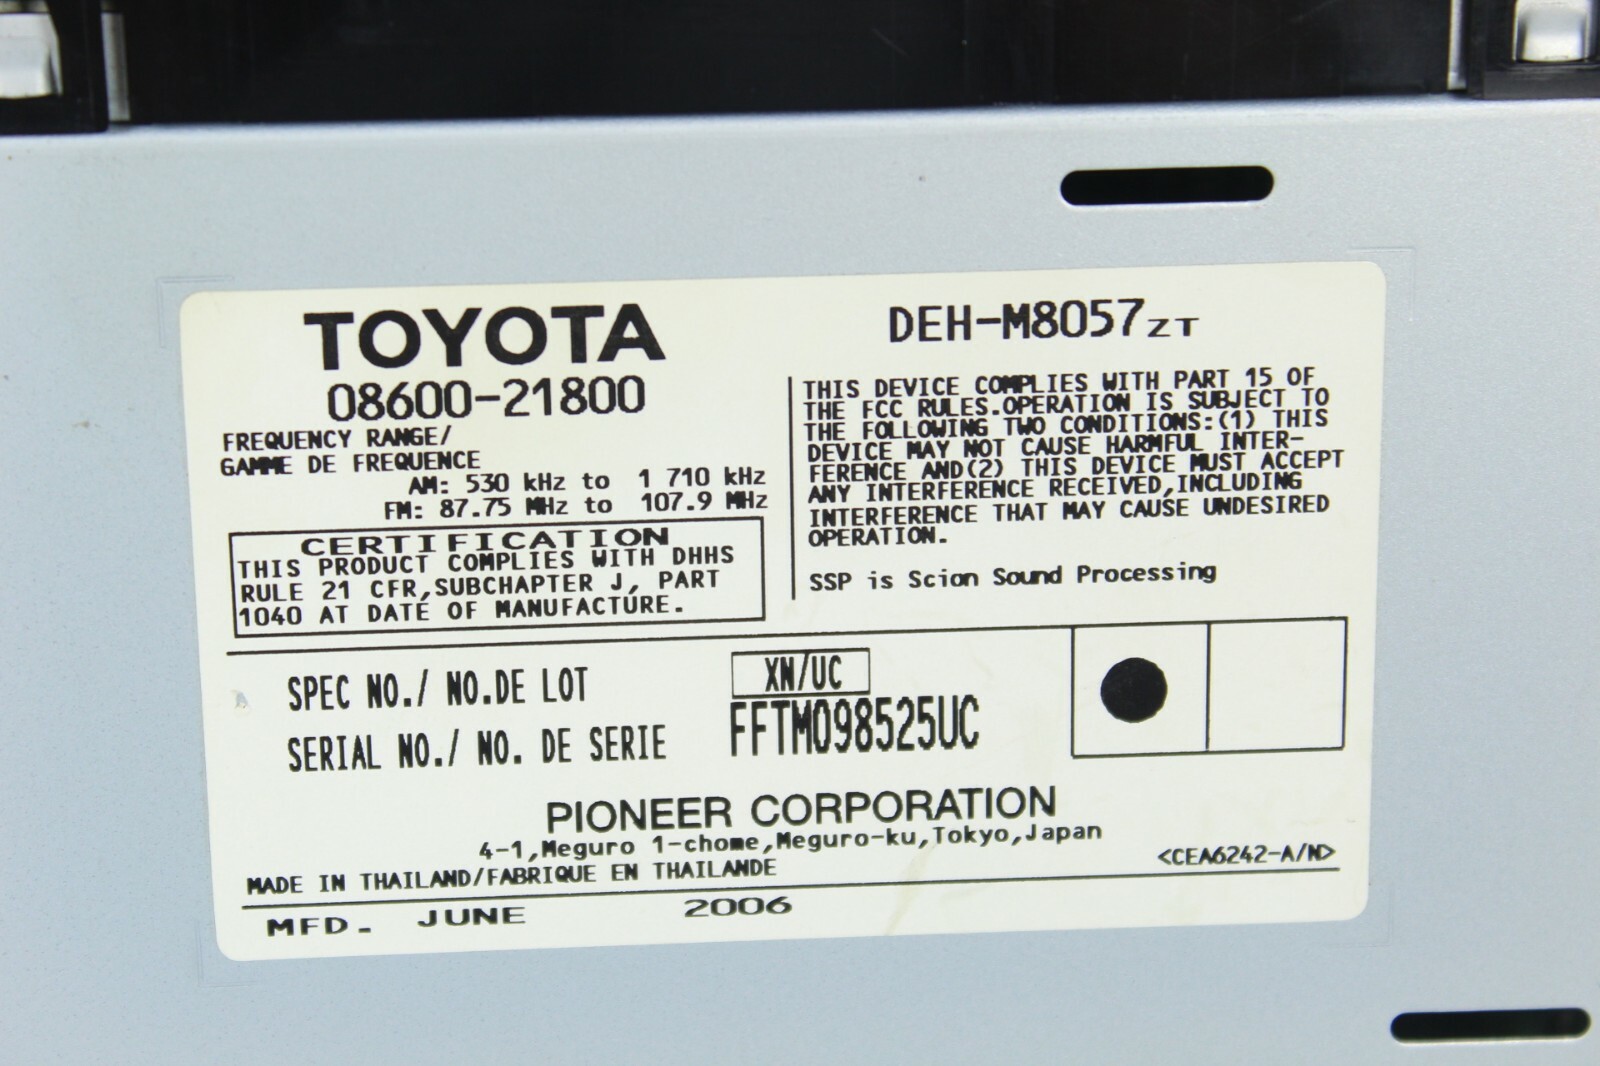 TOYOTA
08600-21800
FREQUENCY RANGE/
GAMME DE FREQUENCE
AM: 530 kHz to 1 710 kHz
FM: 87.75 MHz to 107.9 MHz
CERTIFICATION
THIS PRODUCT COMPLIES WITH DHHS
RULE 21 CFR,SUBCHAPTER J, PART
1040 AT DATE OF MANUFACTURE.
DEH-M8057ZT
THIS DEVICE COMPLIES WITH PART 15 OF
THE FCC RULES.OPERATION IS SUBJECT TO
THE FOLLOWING TWO CONDITIONS:(1) THIS
DEVICE MAY NOT CAUSE HARMFUL INTER-
FERENCE AND(2) THIS DEVICE MUST ACCEPT
ANY INTERFERENCE RECEIVED,INCLUDING
INTERFERENCE THAT MAY CAUSE UNDESIRED
OPERATION.
SSP is Scion Sound Processing
SPEC NO./ NO.DE LOT XN/UC
SERIAL NO./ NO. DE SERIE FFTM098525UC
PIONEER CORPORATION
4-1,Meguro 1-chome,Meguro-ku,Tokyo,Japan
MADE IN THAILAND/FABRIQUE EN THAILANDE <CEA6242-A/N>
MFD. JUNE 2006